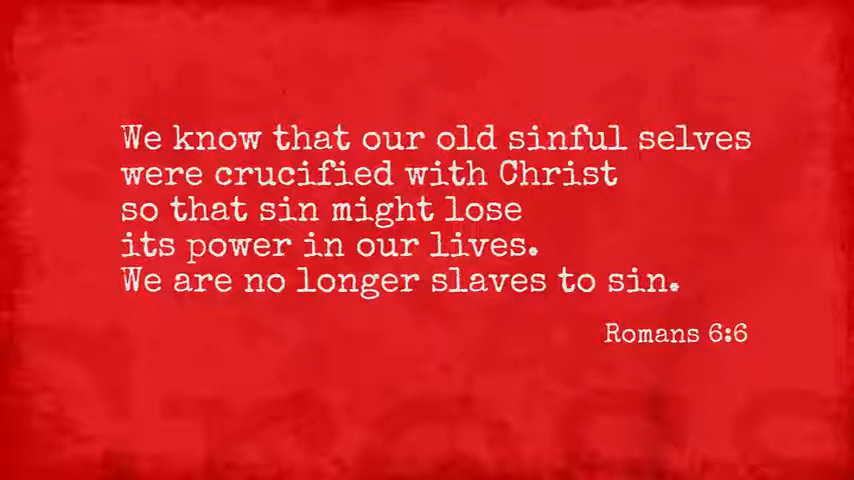 We know that our old sinful selves
were crucified with Christ
so that sin might lose
its power in our lives.
We are no longer slaves to sin.
Romans 6:6